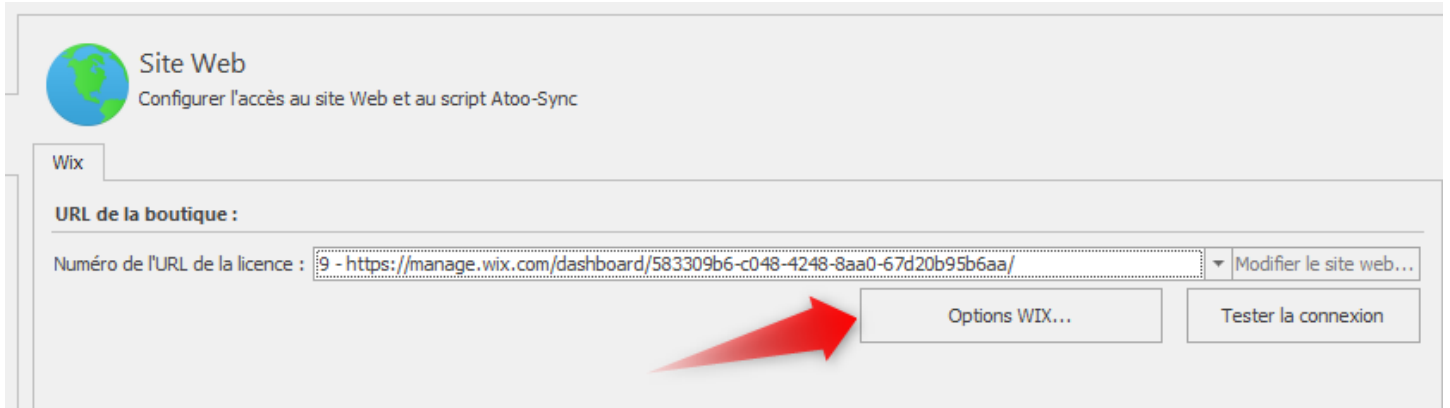 Site Web
Configurer l'accès au site Web et au script Atoo-Sync
Wix
URL de la boutique :
Numéro de l'URL de la licence : 9 - https://manage.wix.com/dashboard/583309b6-c048-4248-8aa0-67d20b95b6aa/ Modifier le site web...
Options WIX... Tester la connexion